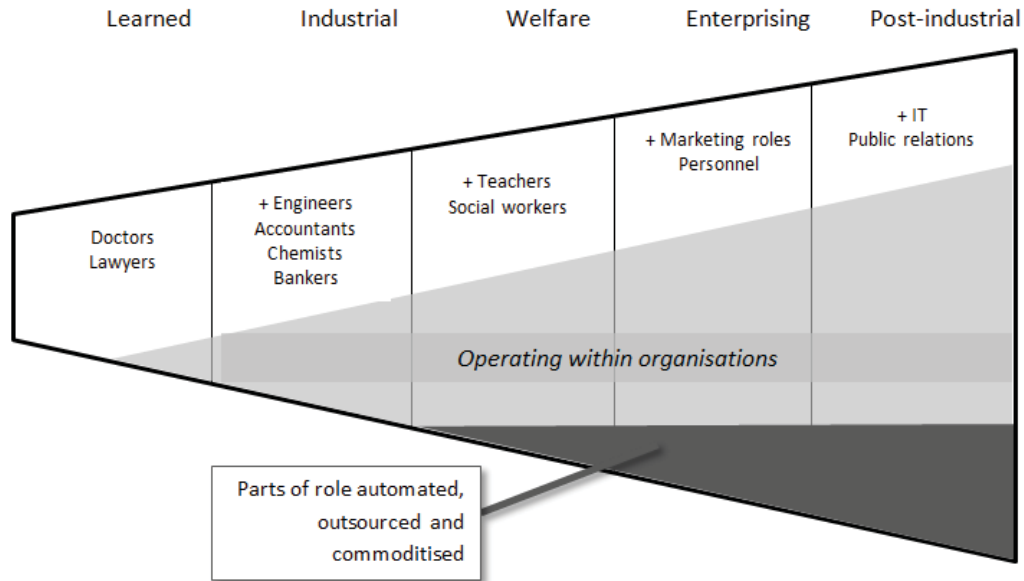 Learned Industrial Welfare Enterprising Post-industrial
Doctors
Lawyers
+ Engineers
Accountants
Chemists
Bankers
+ Teachers
Social workers
+ Marketing roles
Personnel
+ IT
Public relations
Operating within organisations
Parts of role automated,
outsourced and
commoditised